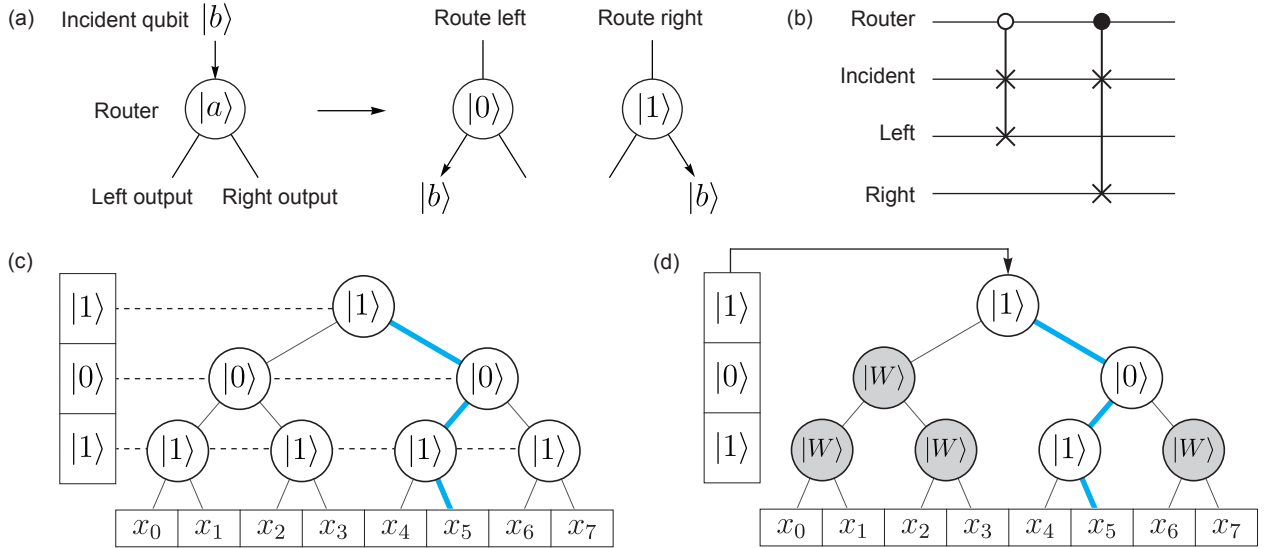 (a)
Incident qubit |b⟩
Router
|a⟩
Left output
Right output
Route left
|0⟩
|b⟩
Route right
|1⟩
|b⟩
(b)
Router
Incident
Left
Right
(c)
|1⟩
|0⟩
|1⟩
|1⟩
|0⟩ |0⟩
|1⟩ |1⟩ |1⟩ |1⟩
x₀ x₁ x₂ x₃ x₄ x₅ x₆ x₇
(d)
|1⟩
|0⟩
|1⟩
|1⟩
|W⟩ |0⟩
|W⟩ |W⟩ |1⟩ |W⟩
x₀ x₁ x₂ x₃ x₄ x₅ x₆ x₇